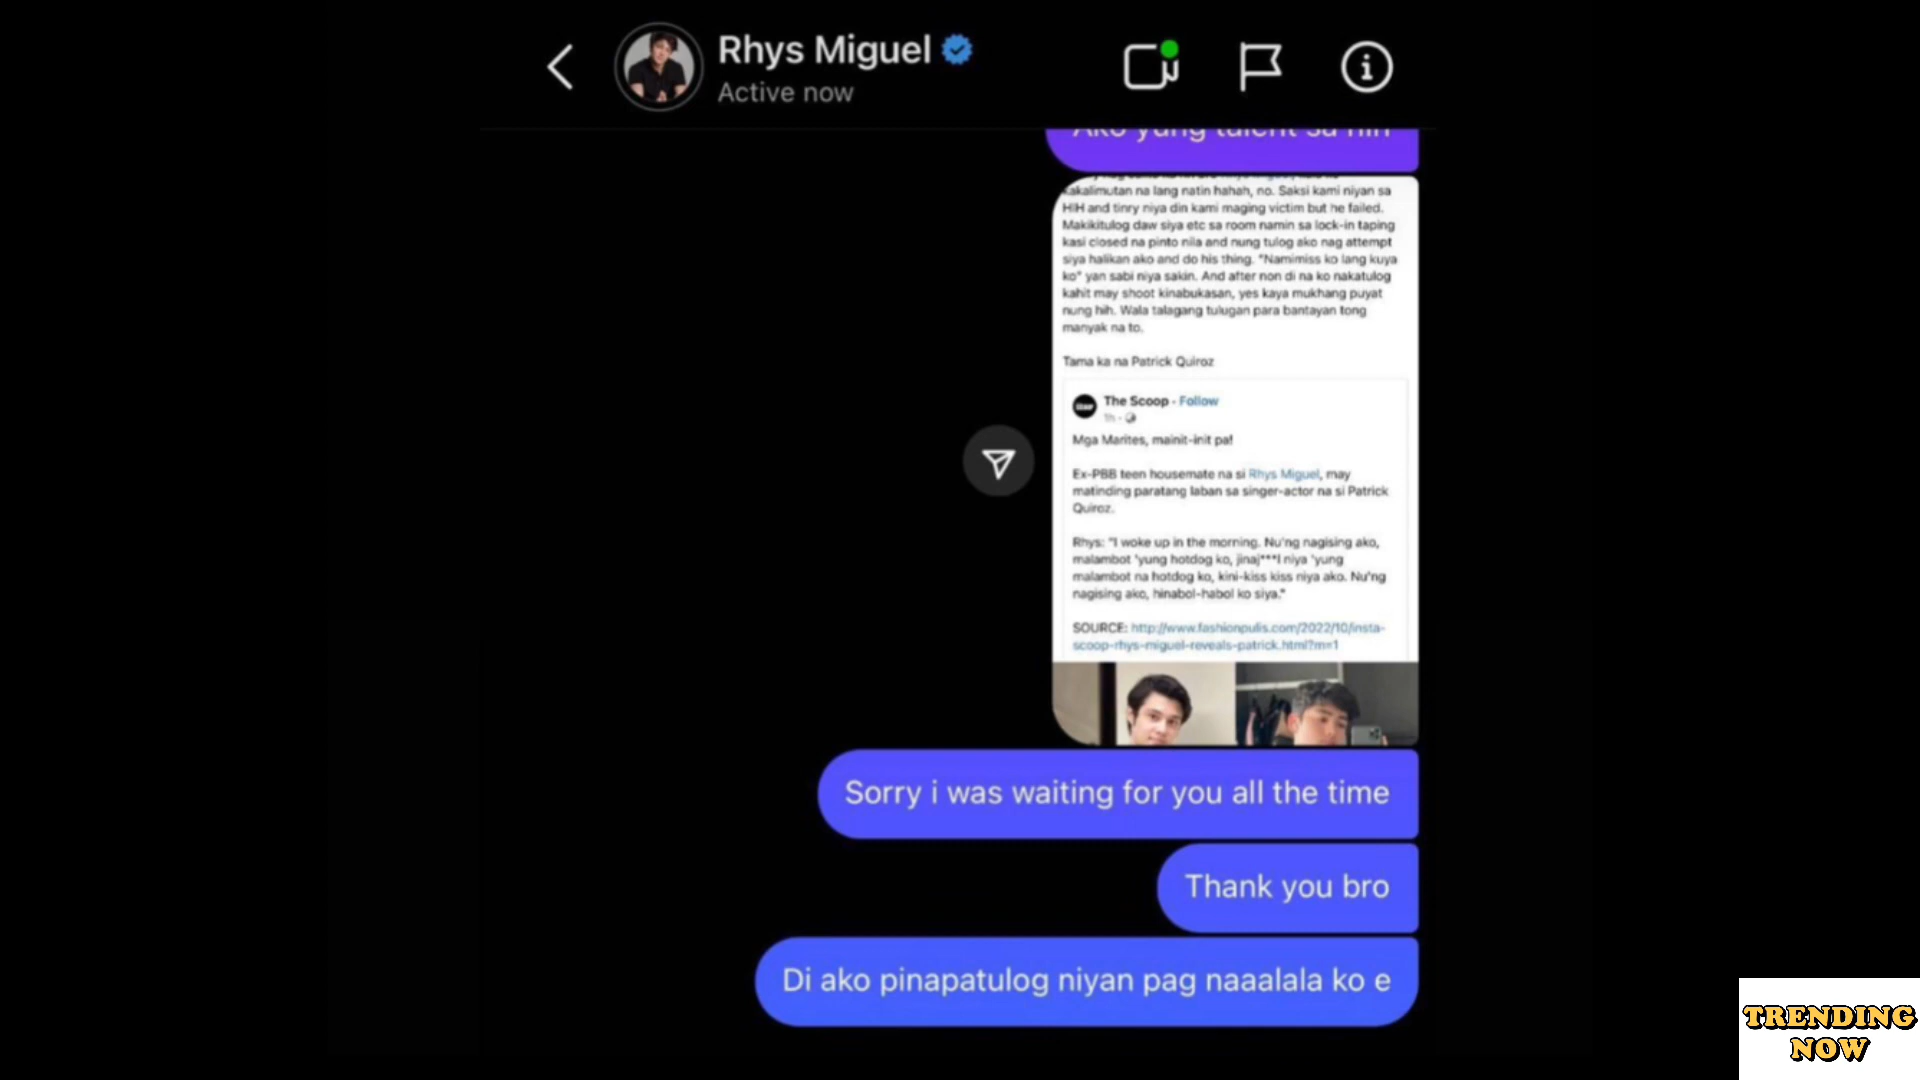 Rhys Miguel
Active now
Ako yung talent sa hih
kakalimutan na lang natin hahah, no. Saksi kami niyan sa
HIH and tinry niya din kami maging victim but he failed.
Makikitulog daw siya etc sa room namin sa lock-in taping
kasi closed na pinto nila and nung tulog ako nag attempt
siya halikan ako and do his thing. "Namimiss ko lang kuya
ko" yan sabi niya sakin. And after non di na ko nakatulog
kahit may shoot kinabukasan, yes kaya mukhang puyat
nung hih. Wala talagang tulugan para bantayan tong
manyak na to.
Tama ka na Patrick Quiroz
The Scoop · Follow
1h ·
Mga Marites, mainit-init pa!
Ex-PBB teen housemate na si Rhys Miguel, may
matinding paratang laban sa singer-actor na si Patrick
Quiroz.
Rhys: "I woke up in the morning. Nu'ng nagising ako,
malambot 'yung hotdog ko, jinaj***l niya 'yung
malambot na hotdog ko, kini-kiss kiss niya ako. Nu'ng
nagising ako, hinabol-habol ko siya."
SOURCE: http://www.fashionpulis.com/2022/10/insta-
scoop-rhys-miguel-reveals-patrick.html?m=1
Sorry i was waiting for you all the time
Thank you bro
Di ako pinapatulog niyan pag naaalala ko e
TRENDING
NOW